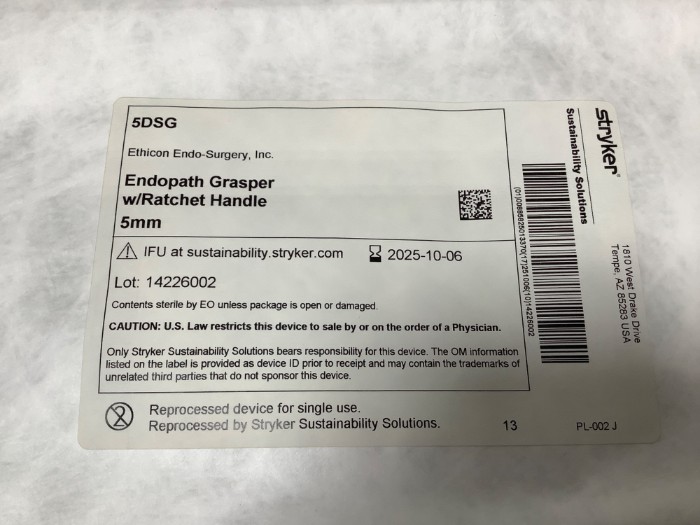 5DSG
Ethicon Endo-Surgery, Inc.
Endopath Grasper
w/Ratchet Handle
5mm
IFU at sustainability.stryker.com
2025-10-06
Lot: 14226002
Contents sterile by EO unless package is open or damaged.
CAUTION: U.S. Law restricts this device to sale by or on the order of a Physician.
Only Stryker Sustainability Solutions bears responsibility for this device. The OM information
listed on the label is provided as device ID prior to receipt and may contain the trademarks of
unrelated third parties that do not sponsor this device.
Reprocessed device for single use.
Reprocessed by Stryker Sustainability Solutions.
13
PL-002 J
stryker®
Sustainability Solutions
1810 West Drake Drive
Tempe, AZ 85283 USA